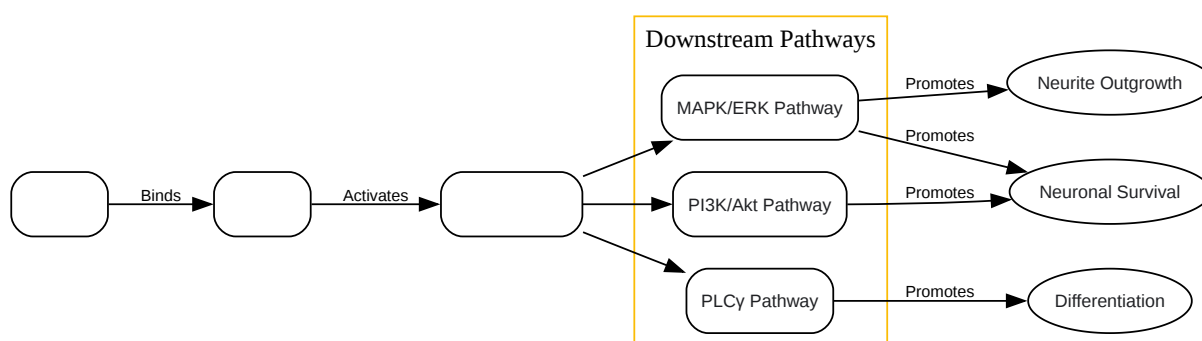 Downstream Pathways
Binds
Activates
MAPK/ERK Pathway
PI3K/Akt Pathway
PLCγ Pathway
Promotes
Promotes
Promotes
Promotes
Neurite Outgrowth
Neuronal Survival
Differentiation